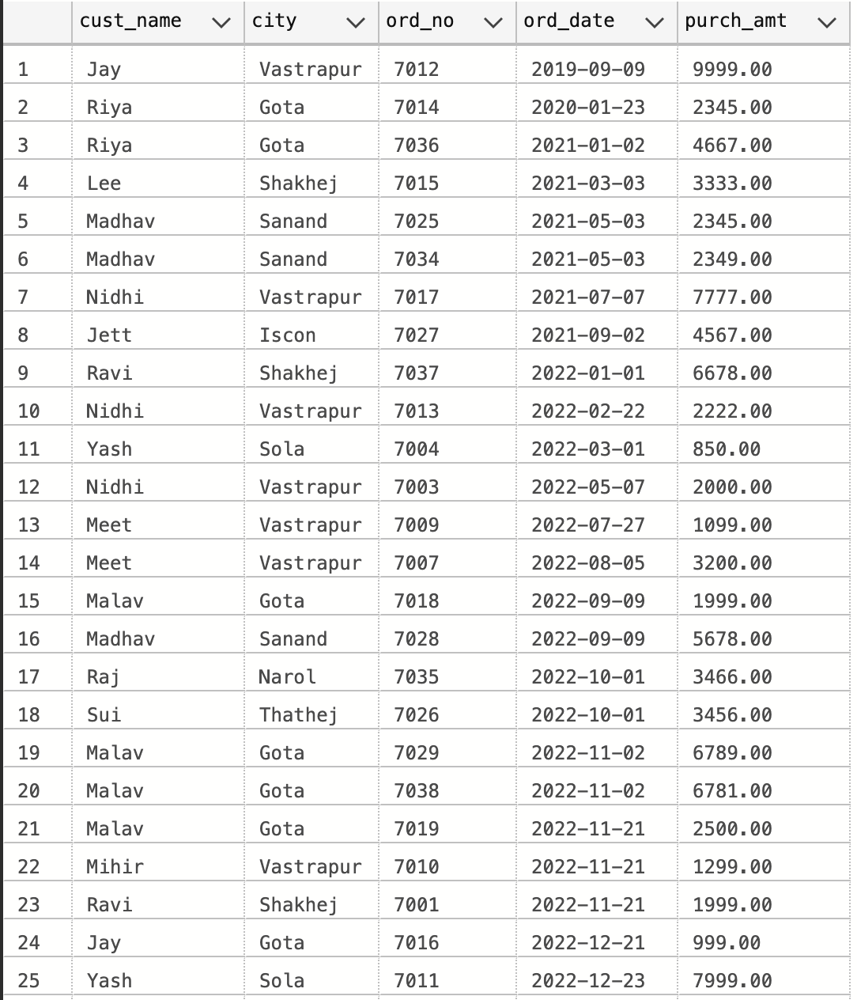 cust_name city ord_no ord_date purch_amt
1 Jay Vastrapur 7012 2019-09-09 9999.00
2 Riya Gota 7014 2020-01-23 2345.00
3 Riya Gota 7036 2021-01-02 4667.00
4 Lee Shakhej 7015 2021-03-03 3333.00
5 Madhav Sanand 7025 2021-05-03 2345.00
6 Madhav Sanand 7034 2021-05-03 2349.00
7 Nidhi Vastrapur 7017 2021-07-07 7777.00
8 Jett Iscon 7027 2021-09-02 4567.00
9 Ravi Shakhej 7037 2022-01-01 6678.00
10 Nidhi Vastrapur 7013 2022-02-22 2222.00
11 Yash Sola 7004 2022-03-01 850.00
12 Nidhi Vastrapur 7003 2022-05-07 2000.00
13 Meet Vastrapur 7009 2022-07-27 1099.00
14 Meet Vastrapur 7007 2022-08-05 3200.00
15 Malav Gota 7018 2022-09-09 1999.00
16 Madhav Sanand 7028 2022-09-09 5678.00
17 Raj Narol 7035 2022-10-01 3466.00
18 Sui Thathej 7026 2022-10-01 3456.00
19 Malav Gota 7029 2022-11-02 6789.00
20 Malav Gota 7038 2022-11-02 6781.00
21 Malav Gota 7019 2022-11-21 2500.00
22 Mihir Vastrapur 7010 2022-11-21 1299.00
23 Ravi Shakhej 7001 2022-11-21 1999.00
24 Jay Gota 7016 2022-12-21 999.00
25 Yash Sola 7011 2022-12-23 7999.00